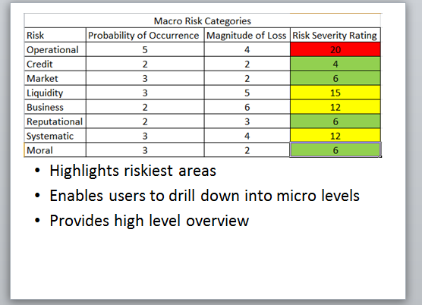 Macro Risk Categories
Risk Probability of Occurrence Magnitude of Loss Risk Severity Rating
Operational 5 4 20
Credit 2 2 4
Market 3 2 6
Liquidity 3 5 15
Business 2 6 12
Reputational 2 3 6
Systematic 3 4 12
Moral 3 2 6
• Highlights riskiest areas
• Enables users to drill down into micro levels
• Provides high level overview